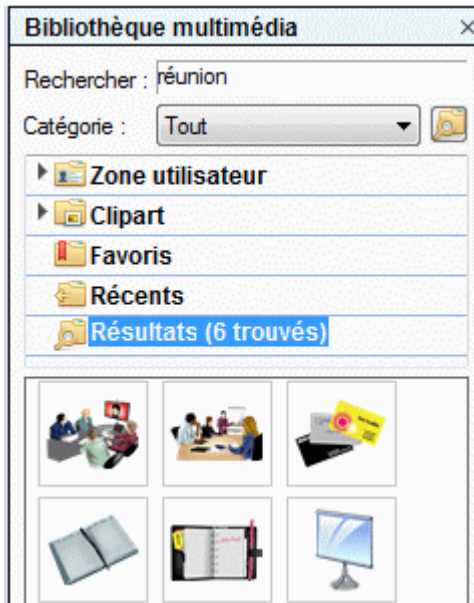 Bibliothèque multimédia
Rechercher : réunion
Catégorie : Tout
Zone utilisateur
Clipart
Favoris
Récents
Résultats (6 trouvés)